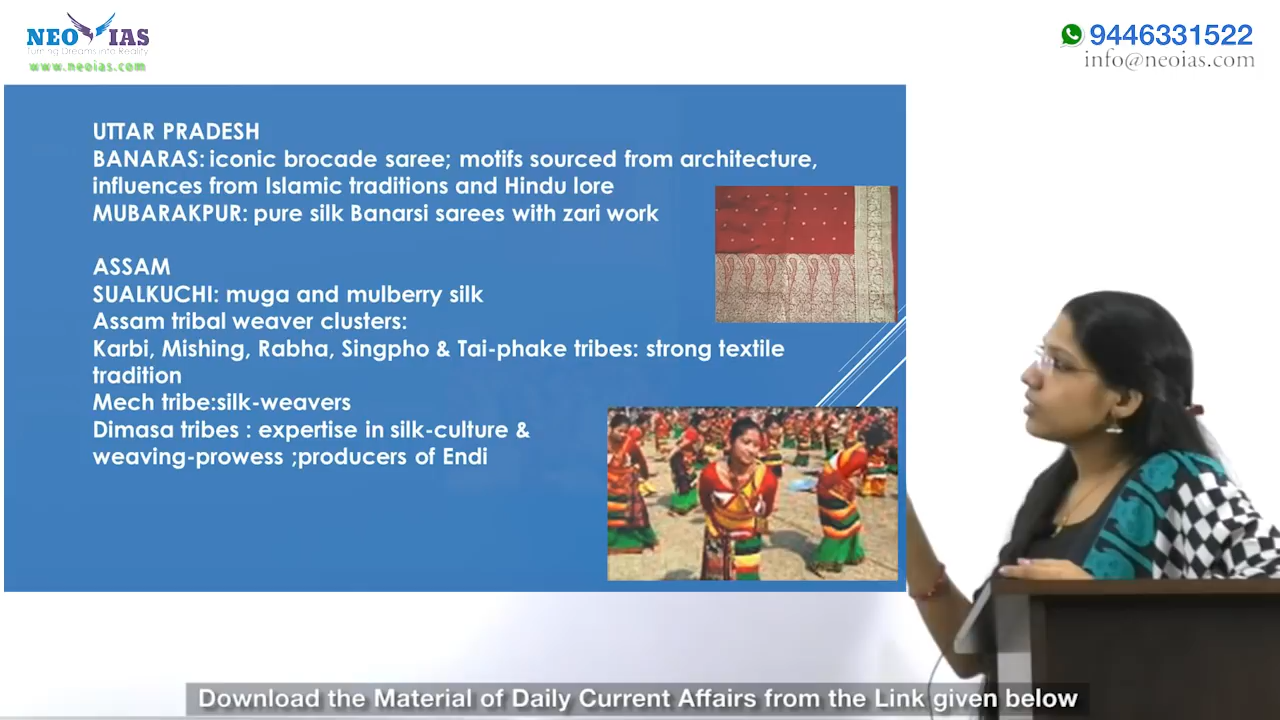 NEO IAS
Turning Dreams into Reality
www.neoias.com
9446331522
info@neoias.com
UTTAR PRADESH
BANARAS: iconic brocade saree; motifs sourced from architecture,
influences from Islamic traditions and Hindu lore
MUBARAKPUR: pure silk Banarsi sarees with zari work
ASSAM
SUALKUCHI: muga and mulberry silk
Assam tribal weaver clusters:
Karbi, Mishing, Rabha, Singpho & Tai-phake tribes: strong textile
tradition
Mech tribe:silk-weavers
Dimasa tribes : expertise in silk-culture &
weaving-prowess ;producers of Endi
Download the Material of Daily Current Affairs from the Link given below